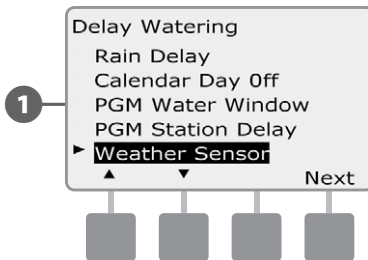 Delay Watering
Rain Delay
Calendar Day Off
1
PGM Water Window
PGM Station Delay
Weather Sensor
Next